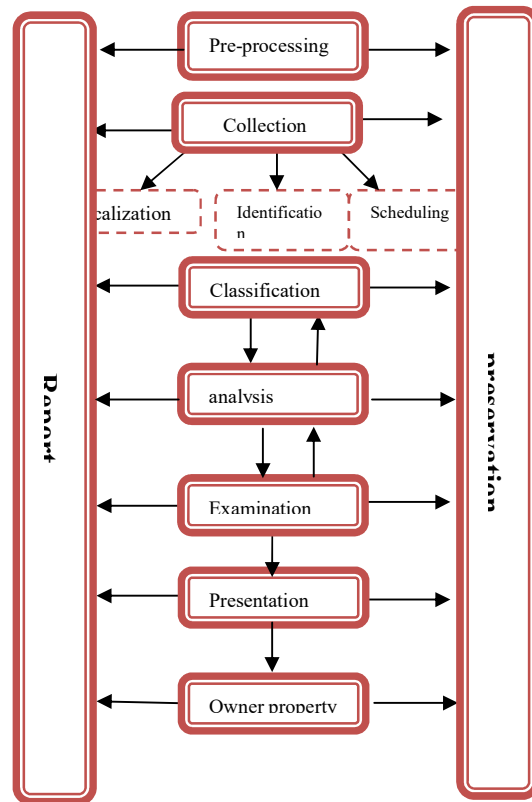 Pre-processing
Collection
calization
Identificatio
n
Scheduling
Classification
analysis
Examination
Presentation
Owner property
Report
preservation